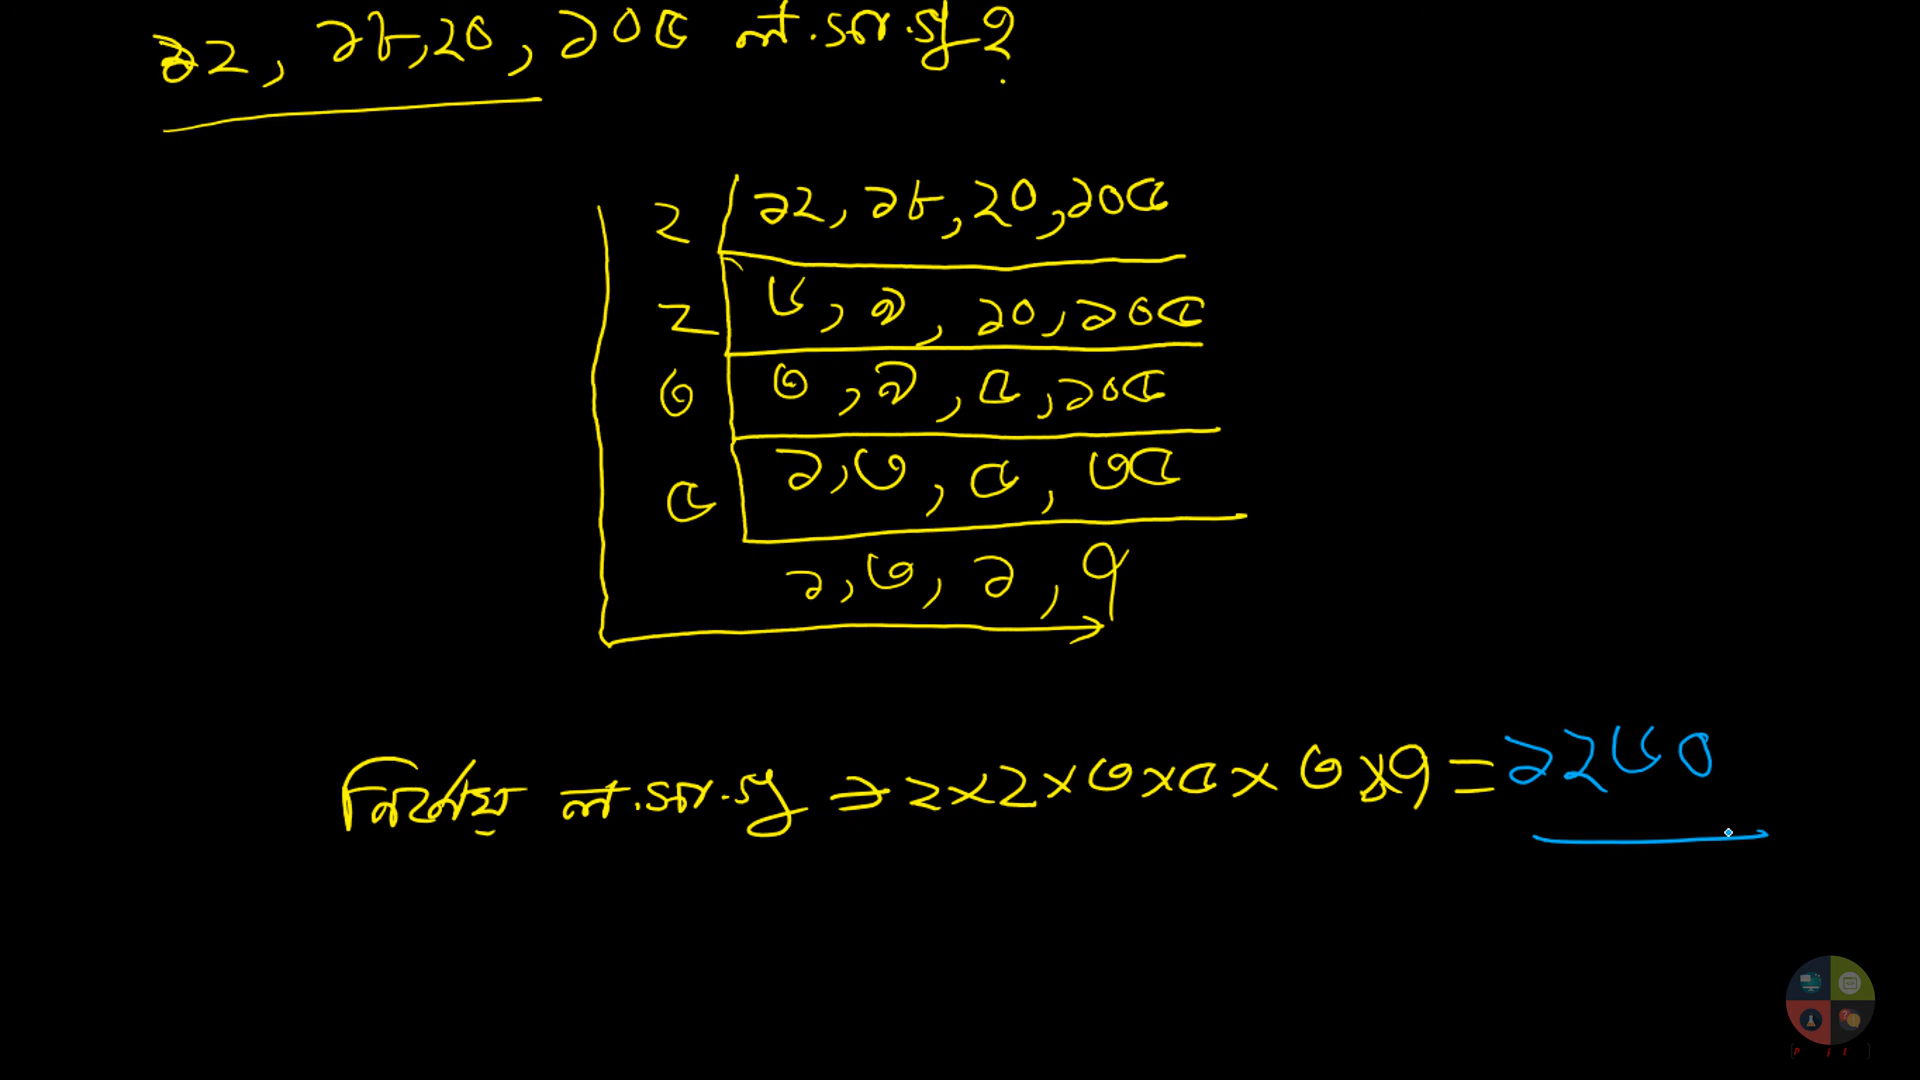 ১২, ১৮, ২০, ১০৫ ল.সা.গু ?
২ | ১২, ১৮, ২০, ১০৫
২ | ৬, ৯, ১০, ১০৫
৩ | ৩, ৯, ৫, ১০৫
৫ | ১, ৩, ৫, ৩৫
১, ৩, ১, ৭
নির্ণেয় ল.সা.গু → ২×২×৩×৫×৩×৭ = ১২৬০